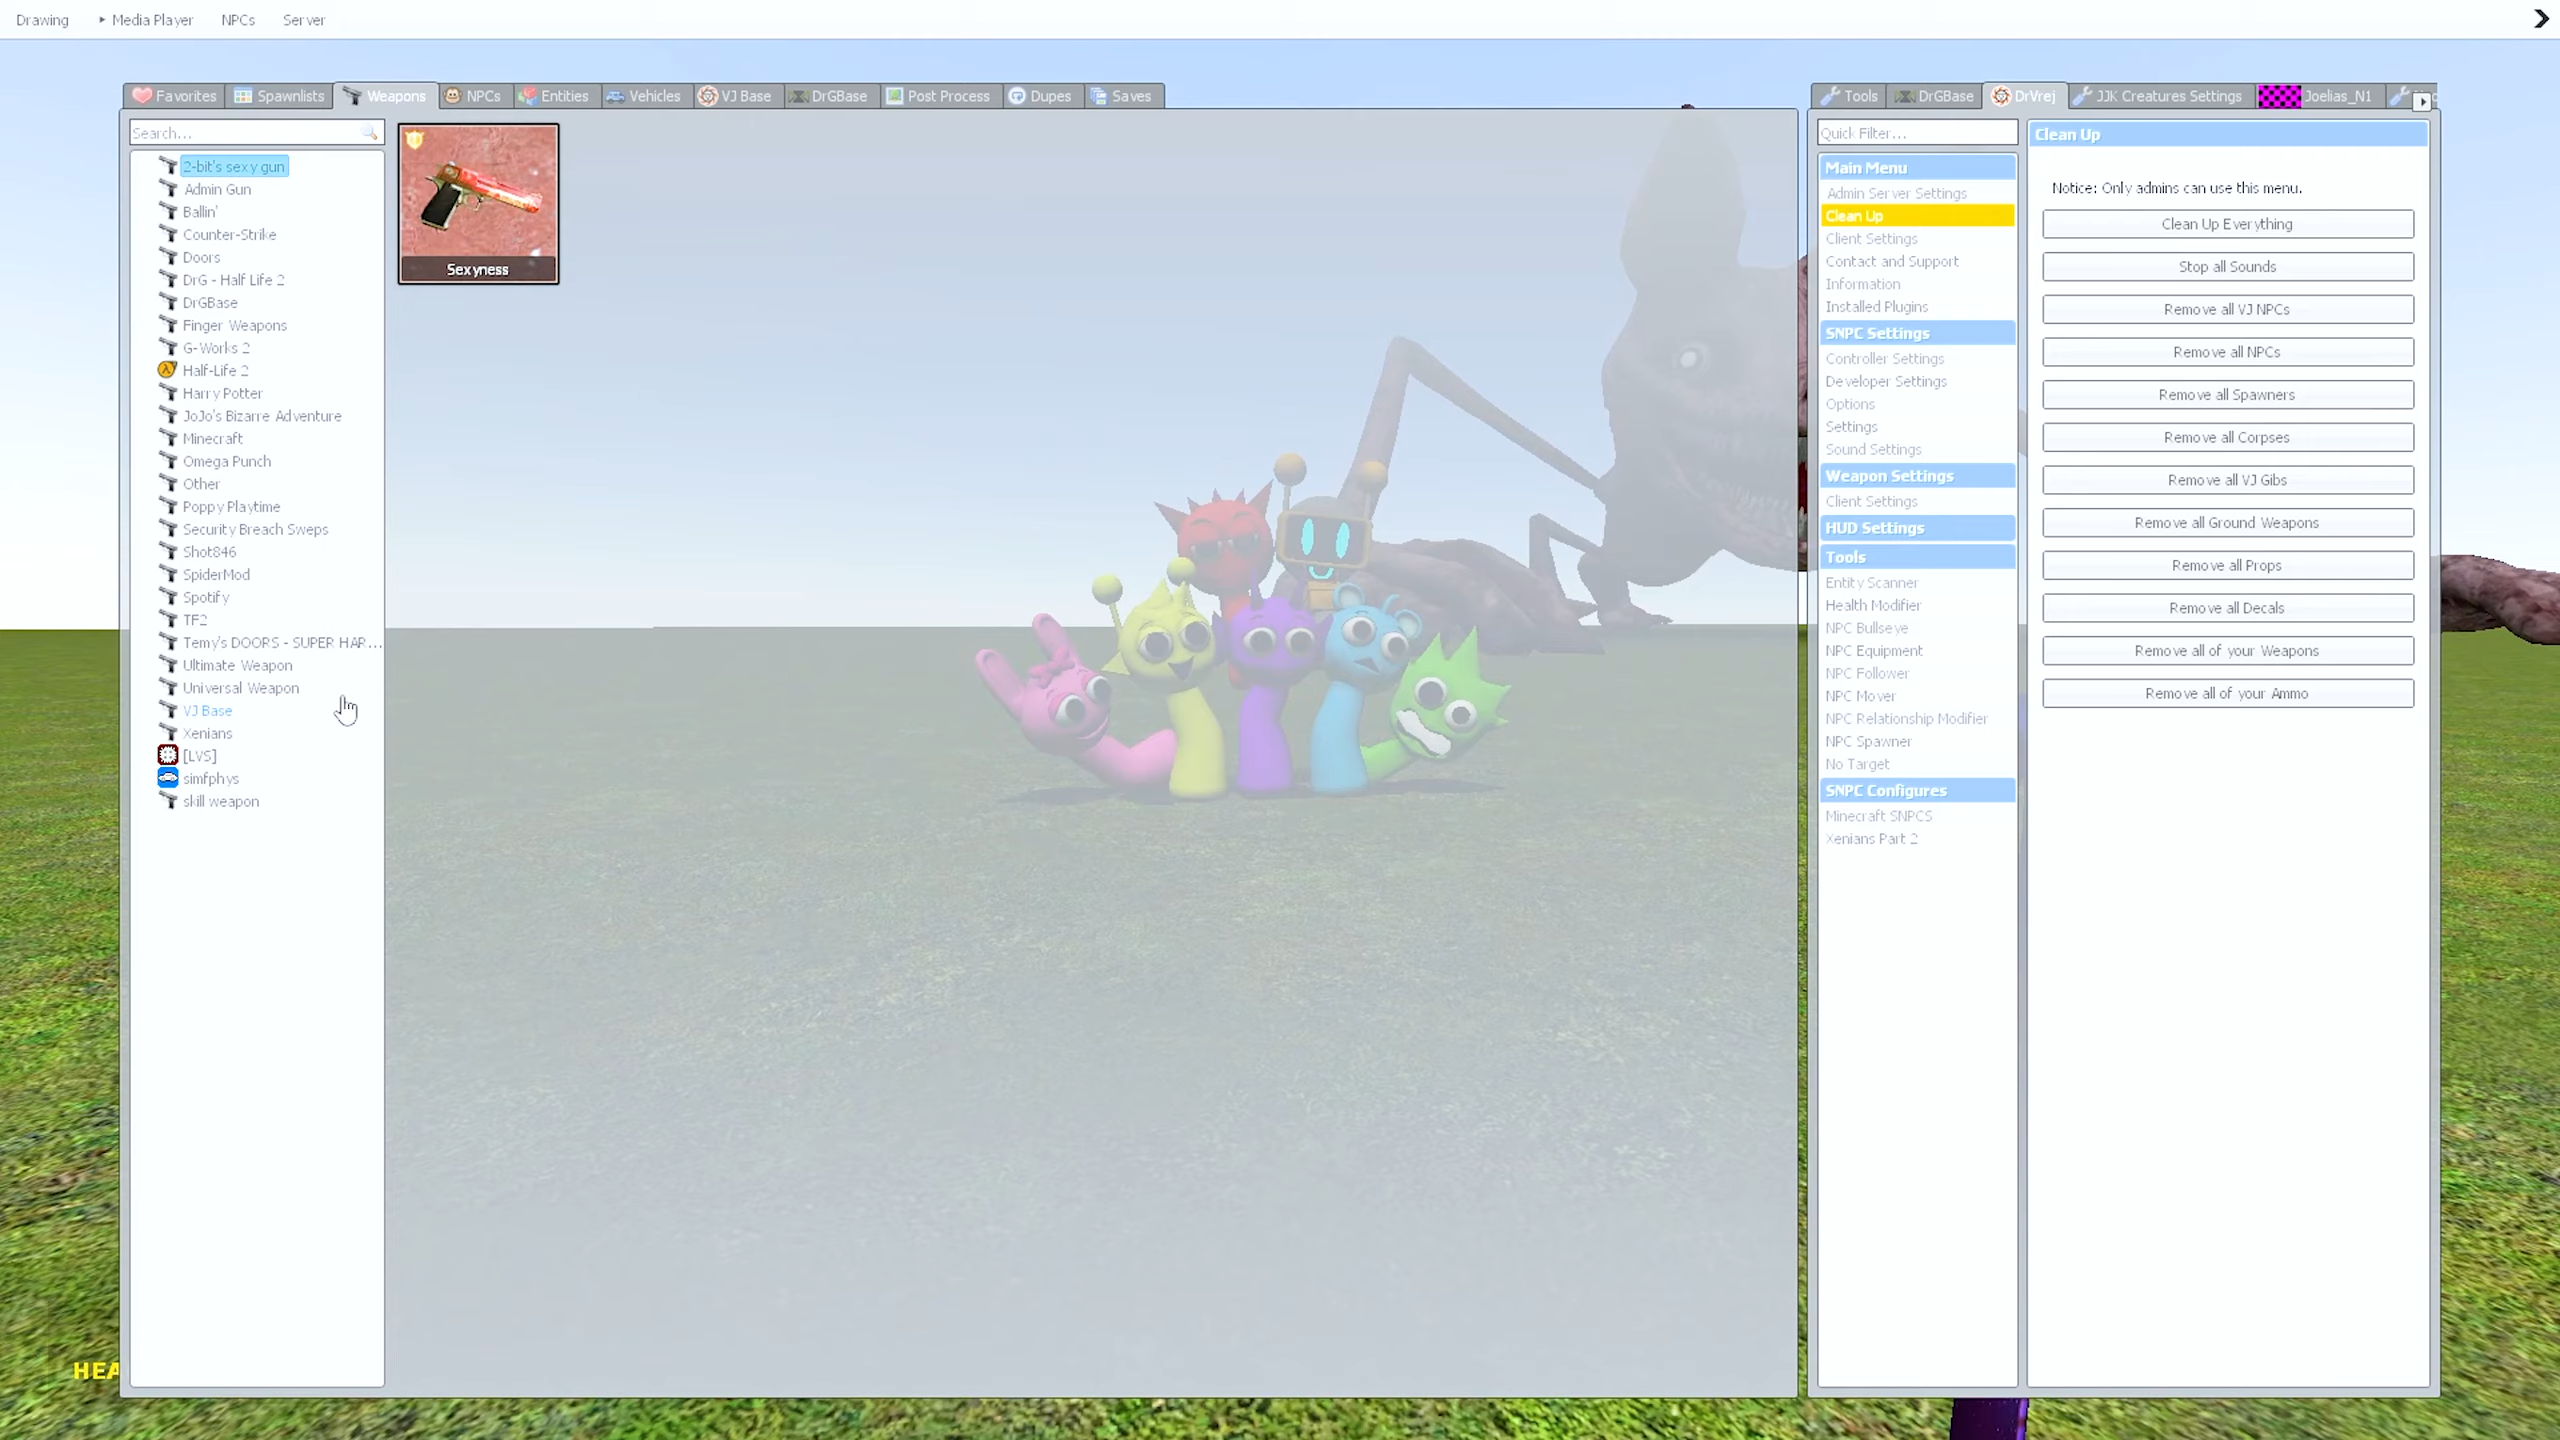 Drawing
Media Player
NPCs
Server
Favorites
Spawnlists
Weapons
NPCs
Entities
Vehicles
VJ Base
DrGBase
Post Process
Dupes
Saves
Search...
2-bit's sexy gun
Admin Gun
Ballin'
Counter-Strike
Doors
DrG - Half Life 2
DrGBase
Finger Weapons
G-Works 2
Half-Life 2
Harry Potter
JoJo's Bizarre Adventure
Minecraft
Omega Punch
Other
Poppy Playtime
Security Breach Sweps
Shot846
SpiderMod
Spotify
TF2
Temy's DOORS - SUPER HAR...
Ultimate Weapon
Universal Weapon
VJ Base
Xenians
[LVS]
simfphys
skill weapon
Sexyness
HEA
Tools
DrGBase
DrVrej
JJK Creatures Settings
Joelias_N1
Quick Filter...
Main Menu
Admin Server Settings
Clean Up
Client Settings
Contact and Support
Information
Installed Plugins
SNPC Settings
Controller Settings
Developer Settings
Options
Settings
Sound Settings
Weapon Settings
Client Settings
HUD Settings
Tools
Entity Scanner
Health Modifier
NPC Bullseye
NPC Equipment
NPC Follower
NPC Mover
NPC Relationship Modifier
NPC Spawner
No Target
SNPC Configures
Minecraft SNPCS
Xenians Part 2
Clean Up
Notice: Only admins can use this menu.
Clean Up Everything
Stop all Sounds
Remove all VJ NPCs
Remove all NPCs
Remove all Spawners
Remove all Corpses
Remove all VJ Gibs
Remove all Ground Weapons
Remove all Props
Remove all Decals
Remove all of your Weapons
Remove all of your Ammo